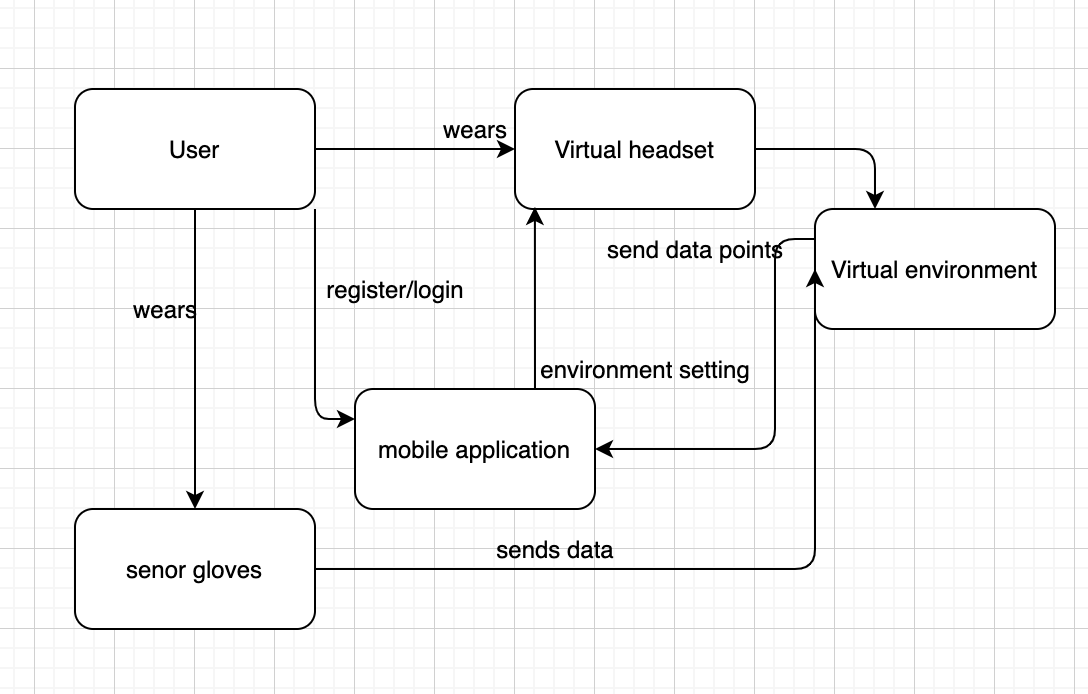 User
wears
Virtual headset
send data points
Virtual environment
register/login
wears
environment setting
mobile application
sends data
senor gloves